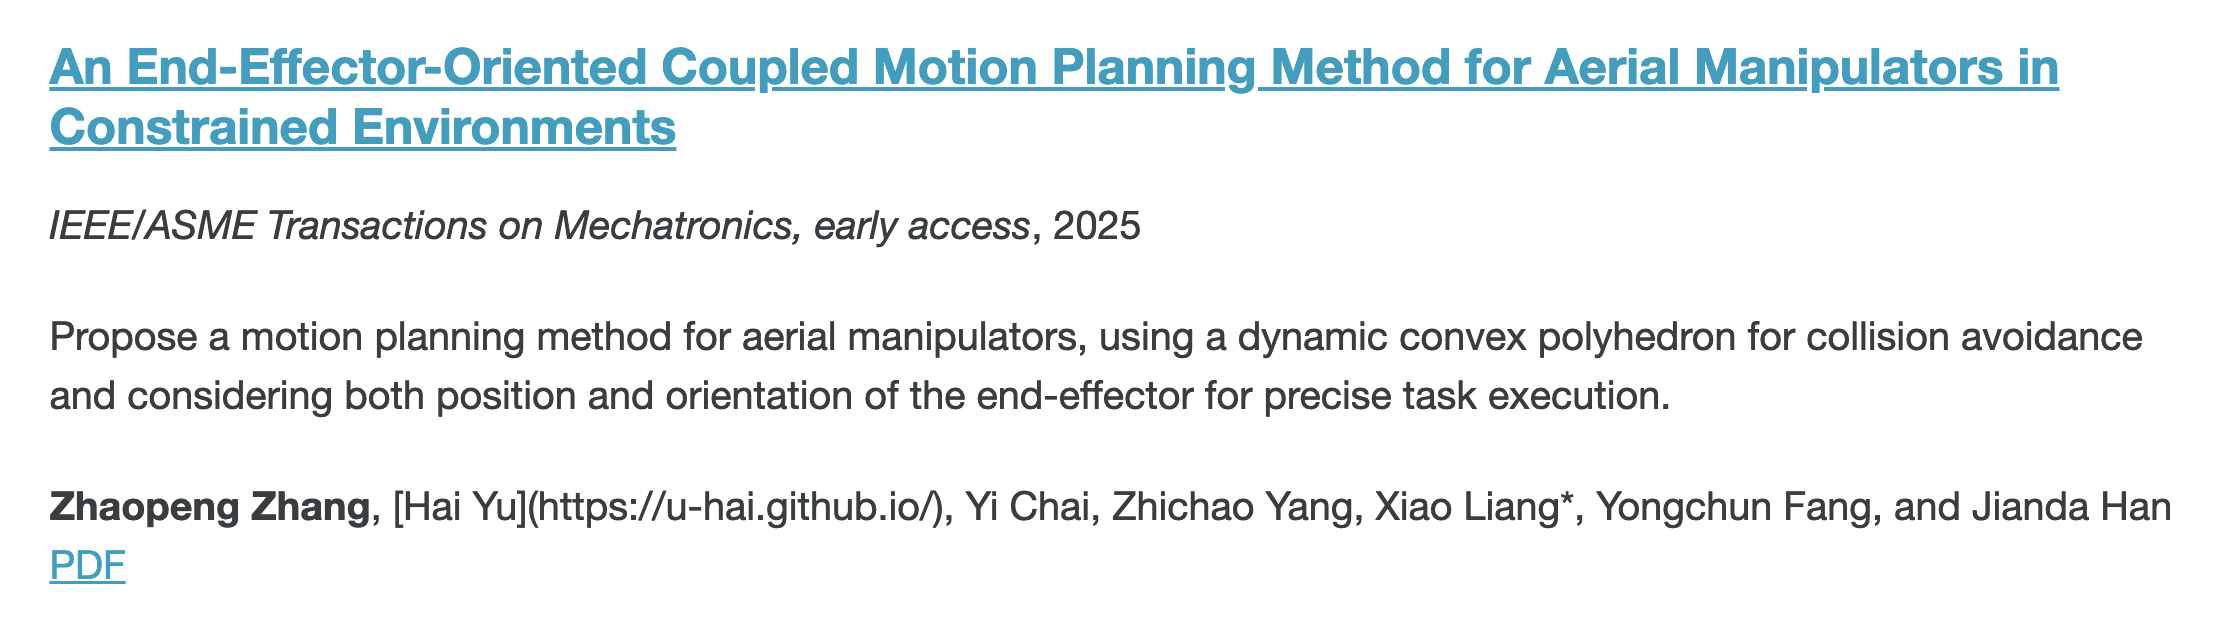 An End-Effector-Oriented Coupled Motion Planning Method for Aerial Manipulators in
Constrained Environments
IEEE/ASME Transactions on Mechatronics, early access, 2025
Propose a motion planning method for aerial manipulators, using a dynamic convex polyhedron for collision avoidance
and considering both position and orientation of the end-effector for precise task execution.
Zhaopeng Zhang, [Hai Yu](https://u-hai.github.io/), Yi Chai, Zhichao Yang, Xiao Liang*, Yongchun Fang, and Jianda Han
PDF